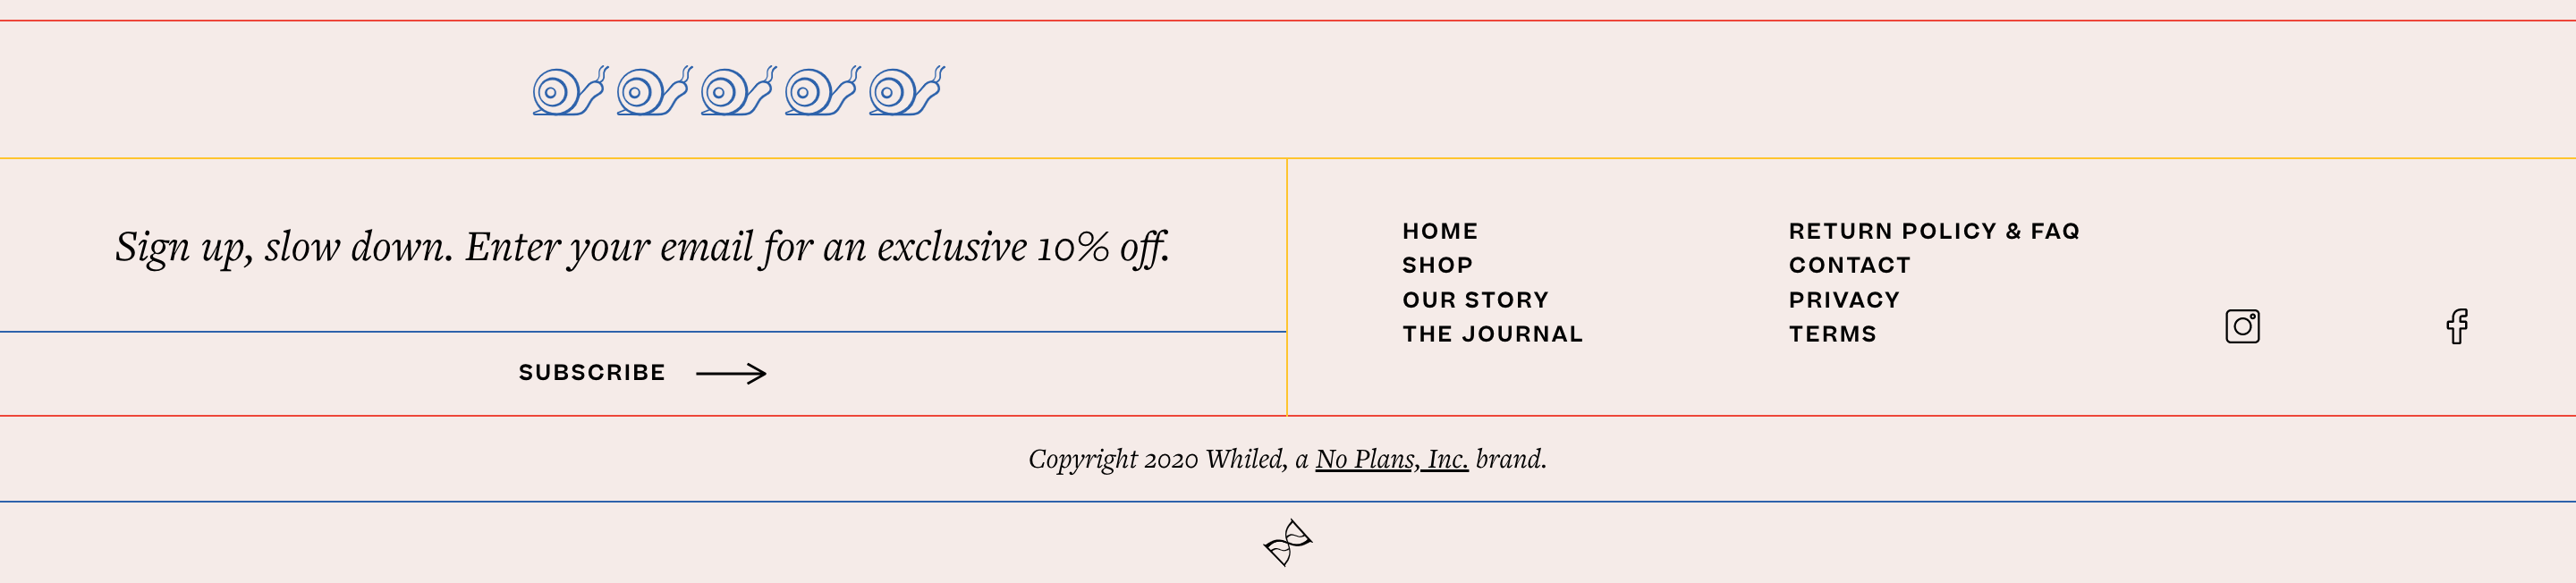 Sign up, slow down. Enter your email for an exclusive 10% off.
SUBSCRIBE
HOME
SHOP
OUR STORY
THE JOURNAL
RETURN POLICY & FAQ
CONTACT
PRIVACY
TERMS
Copyright 2020 Whiled, a No Plans, Inc. brand.